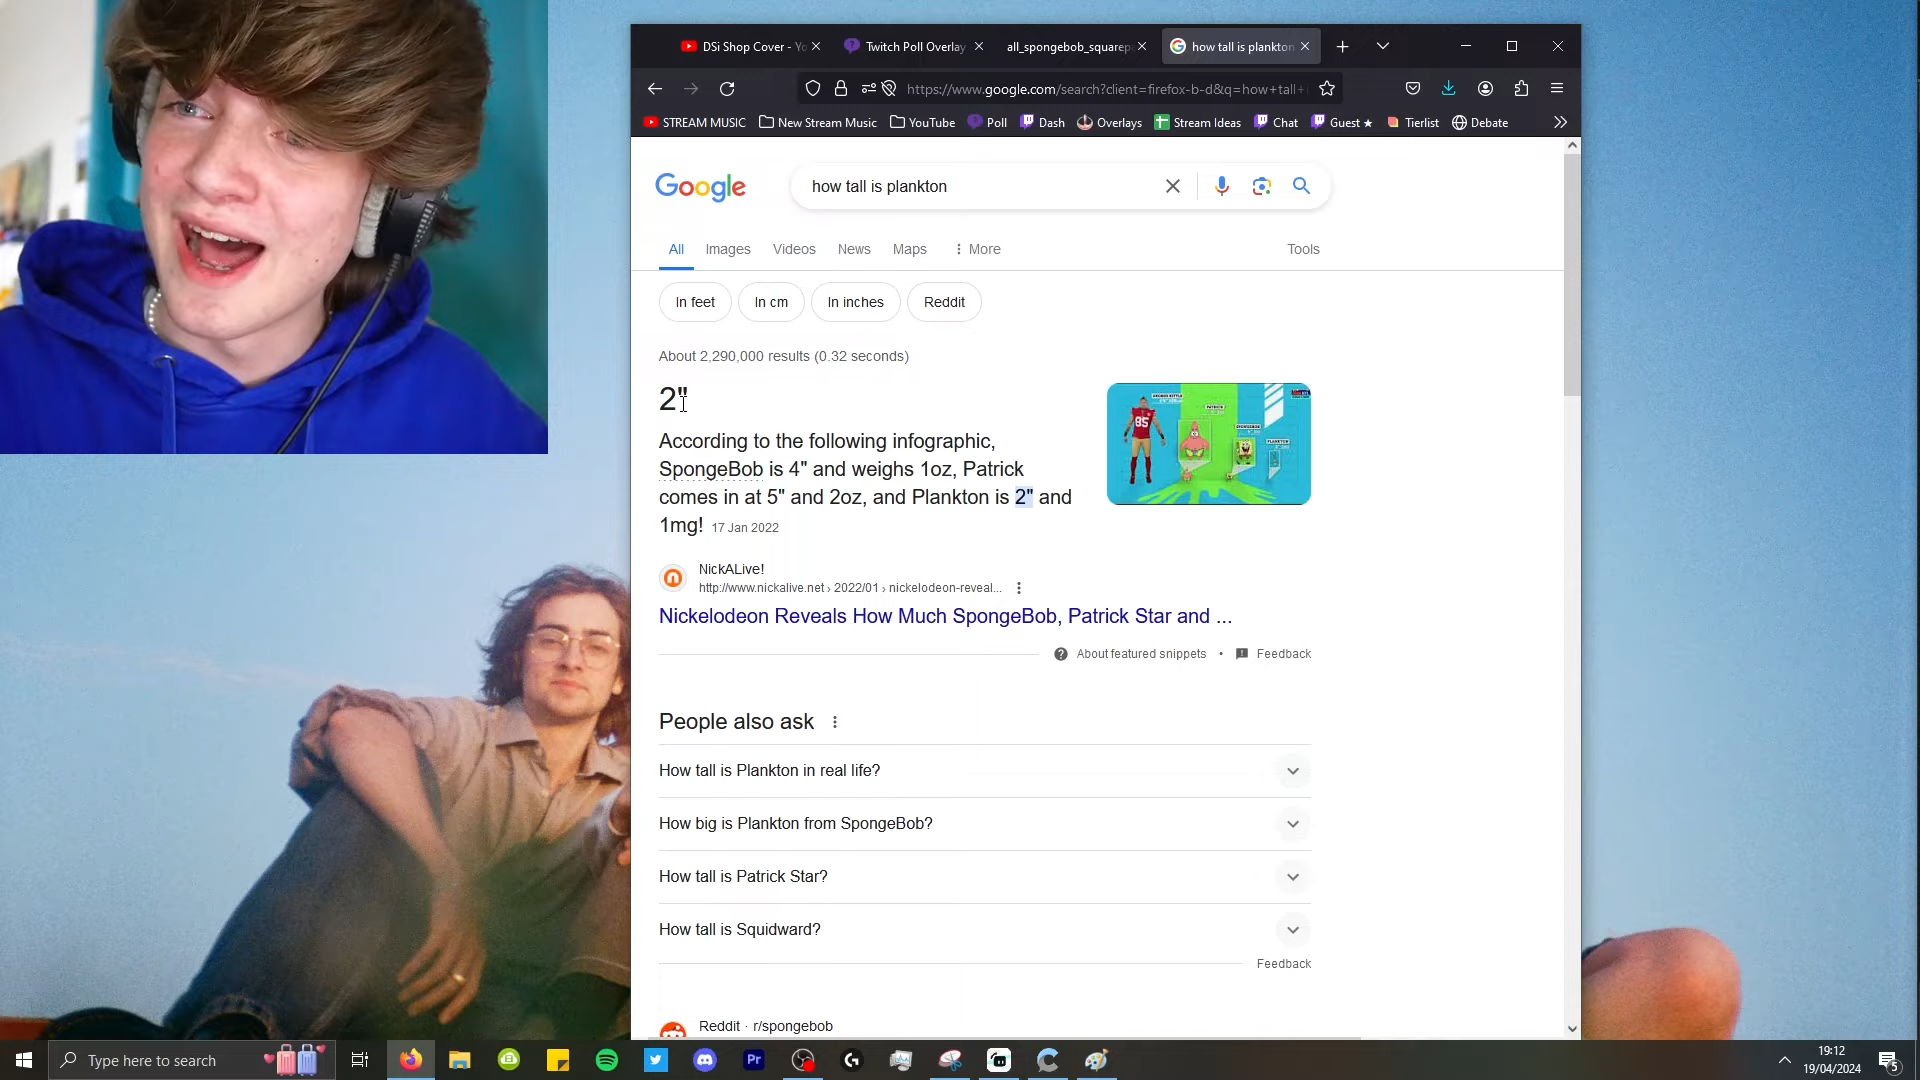 DSi Shop Cover - Yo
Twitch Poll Overlay
all_spongebob_squarep
how tall is plankton
https://www.google.com/search?client=firefox-b-d&q=how+tall+
STREAM MUSIC
New Stream Music
YouTube
Poll
Dash
Overlays
Stream Ideas
Chat
Guest ★
Tierlist
Debate
Google
how tall is plankton
All
Images
Videos
News
Maps
More
Tools
In feet
In cm
In inches
Reddit
About 2,290,000 results (0.32 seconds)
2"
According to the following infographic,
SpongeBob is 4" and weighs 1oz, Patrick
comes in at 5" and 2oz, and Plankton is 2" and
1mg! 17 Jan 2022
85
PATRICK
SPONGEBOB
PLANKTON
NickALive!
http://www.nickalive.net › 2022/01 › nickelodeon-reveal...
Nickelodeon Reveals How Much SpongeBob, Patrick Star and ...
About featured snippets
•
Feedback
People also ask
How tall is Plankton in real life?
How big is Plankton from SpongeBob?
How tall is Patrick Star?
How tall is Squidward?
Feedback
Reddit · r/spongebob
Type here to search
Pr
19:12
19/04/2024
5